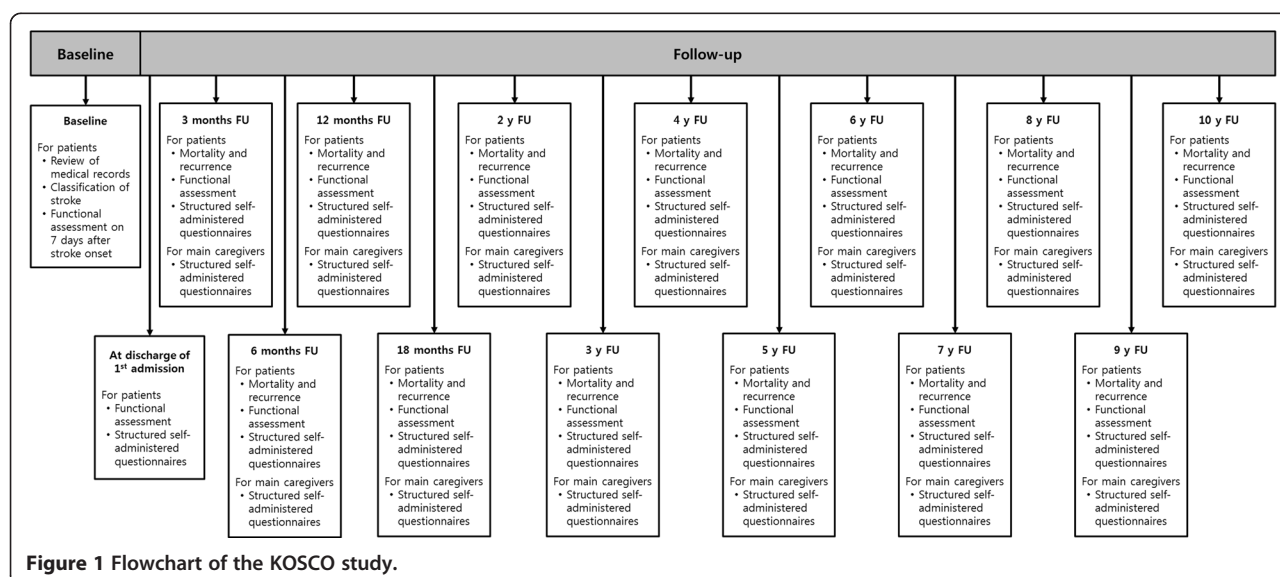 Baseline
Follow-up
Baseline
For patients
• Review of
medical records
• Classification of
stroke
• Functional
assessment on
7 days after
stroke onset
3 months FU
For patients
• Mortality and
recurrence
• Functional
assessment
• Structured self-
administered
questionnaires
For main caregivers
• Structured self-
administered
questionnaires
12 months FU
For patients
• Mortality and
recurrence
• Functional
assessment
• Structured self-
administered
questionnaires
For main caregivers
• Structured self-
administered
questionnaires
2 y FU
For patients
• Mortality and
recurrence
• Functional
assessment
• Structured self-
administered
questionnaires
For main caregivers
• Structured self-
administered
questionnaires
4 y FU
For patients
• Mortality and
recurrence
• Functional
assessment
• Structured self-
administered
questionnaires
For main caregivers
• Structured self-
administered
questionnaires
6 y FU
For patients
• Mortality and
recurrence
• Functional
assessment
• Structured self-
administered
questionnaires
For main caregivers
• Structured self-
administered
questionnaires
8 y FU
For patients
• Mortality and
recurrence
• Functional
assessment
• Structured self-
administered
questionnaires
For main caregivers
• Structured self-
administered
questionnaires
10 y FU
For patients
• Mortality and
recurrence
• Functional
assessment
• Structured self-
administered
questionnaires
For main caregivers
• Structured self-
administered
questionnaires
At discharge of
1st admission
For patients
• Functional
assessment
• Structured self-
administered
questionnaires
6 months FU
For patients
• Mortality and
recurrence
• Functional
assessment
• Structured self-
administered
questionnaires
For main caregivers
• Structured self-
administered
questionnaires
18 months FU
For patients
• Mortality and
recurrence
• Functional
assessment
• Structured self-
administered
questionnaires
For main caregivers
• Structured self-
administered
questionnaires
3 y FU
For patients
• Mortality and
recurrence
• Functional
assessment
• Structured self-
administered
questionnaires
For main caregivers
• Structured self-
administered
questionnaires
5 y FU
For patients
• Mortality and
recurrence
• Functional
assessment
• Structured self-
administered
questionnaires
For main caregivers
• Structured self-
administered
questionnaires
7 y FU
For patients
• Mortality and
recurrence
• Functional
assessment
• Structured self-
administered
questionnaires
For main caregivers
• Structured self-
administered
questionnaires
9 y FU
For patients
• Mortality and
recurrence
• Functional
assessment
• Structured self-
administered
questionnaires
For main caregivers
• Structured self-
administered
questionnaires
Figure 1 Flowchart of the KOSCO study.